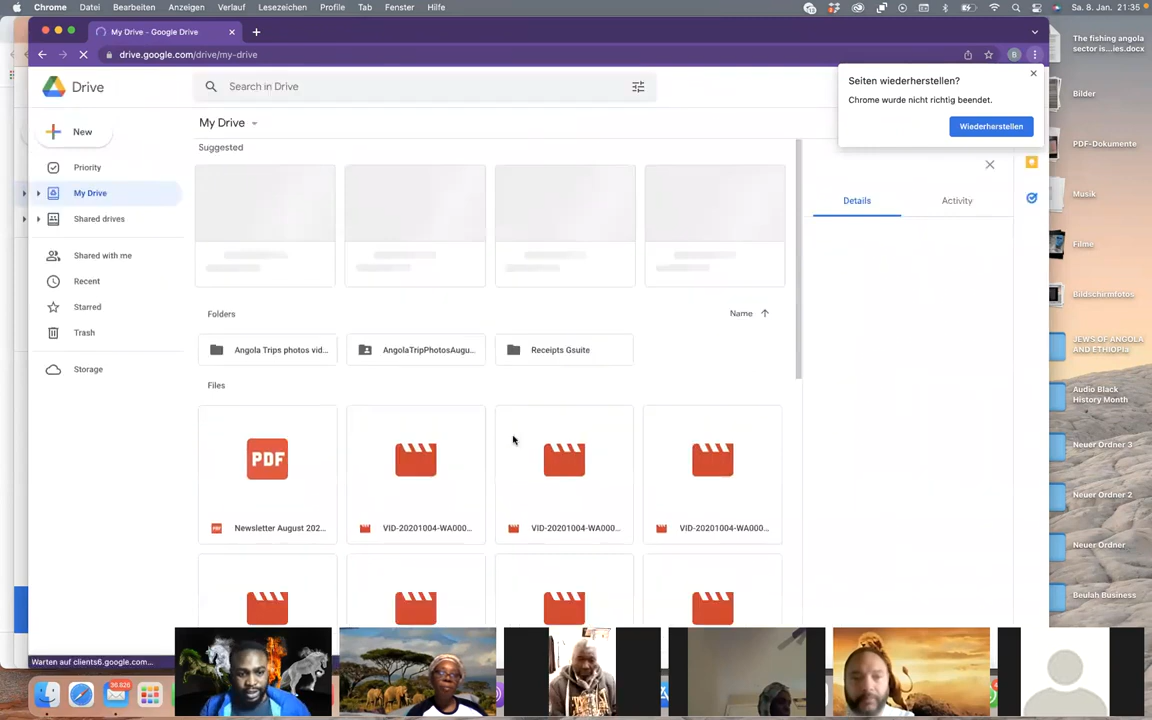 Chrome Datei Bearbeiten Anzeigen Verlauf Lesezeichen Profile Tab Fenster Hilfe
Sa. 8. Jan. 21:35
My Drive - Google Drive
drive.google.com/drive/my-drive
6
Drive
Search in Drive
Seiten wiederherstellen?
Chrome wurde nicht richtig beendet.
Wiederherstellen
New
My Drive
Suggested
Priority
My Drive
Shared drives
Shared with me
Recent
Starred
Trash
Storage
Details
Activity
Folders
Name
Angola Trips photos vid...
AngolaTripPhotosAugu...
Receipts Gsuite
Files
PDF
PDF
Newsletter August 202...
VID-20201004-WA000...
VID-20201004-WA000...
VID-20201004-WA000...
Warten auf clients6.google.com...
The fishing angola
sector is...ies.docx
Bilder
PDF-Dokumente
Musik
Filme
Bildschirmfotos
JEWS OF ANGOLA
AND ETHIOPIA
Audio Black
History Month
Neuer Ordner 3
Neuer Ordner 2
Neuer Ordner
Beulah Business